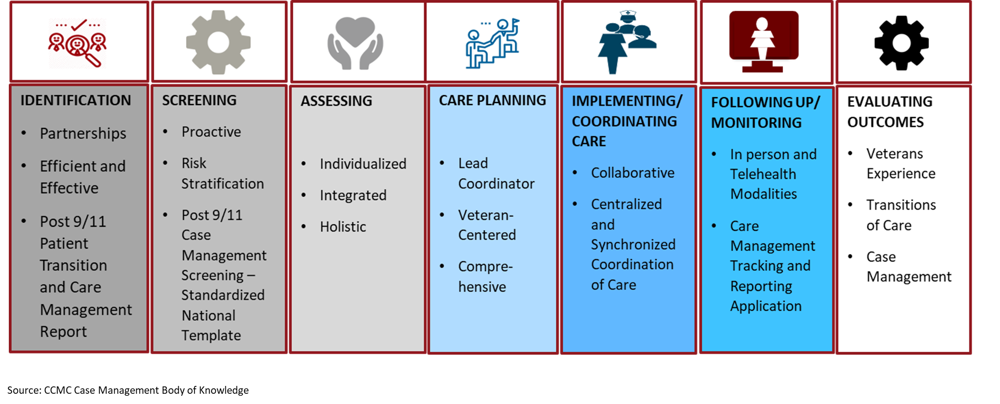 IDENTIFICATION
• Partnerships
• Efficient and
Effective
• Post 9/11
Patient
Transition
and Care
Management
Report
SCREENING
• Proactive
• Risk
Stratification
• Post 9/11
Case
Management
Screening –
Standardized
National
Template
ASSESSING
• Individualized
• Integrated
• Holistic
CARE PLANNING
• Lead
Coordinator
• Veteran-
Centered
• Compre-
hensive
IMPLEMENTING/
COORDINATING
CARE
• Collaborative
• Centralized
and
Synchronized
Coordination
of Care
FOLLOWING UP/
MONITORING
• In person and
Telehealth
Modalities
• Care
Management
Tracking and
Reporting
Application
EVALUATING
OUTCOMES
• Veterans
Experience
• Transitions
of Care
• Case
Management
Source: CCMC Case Management Body of Knowledge